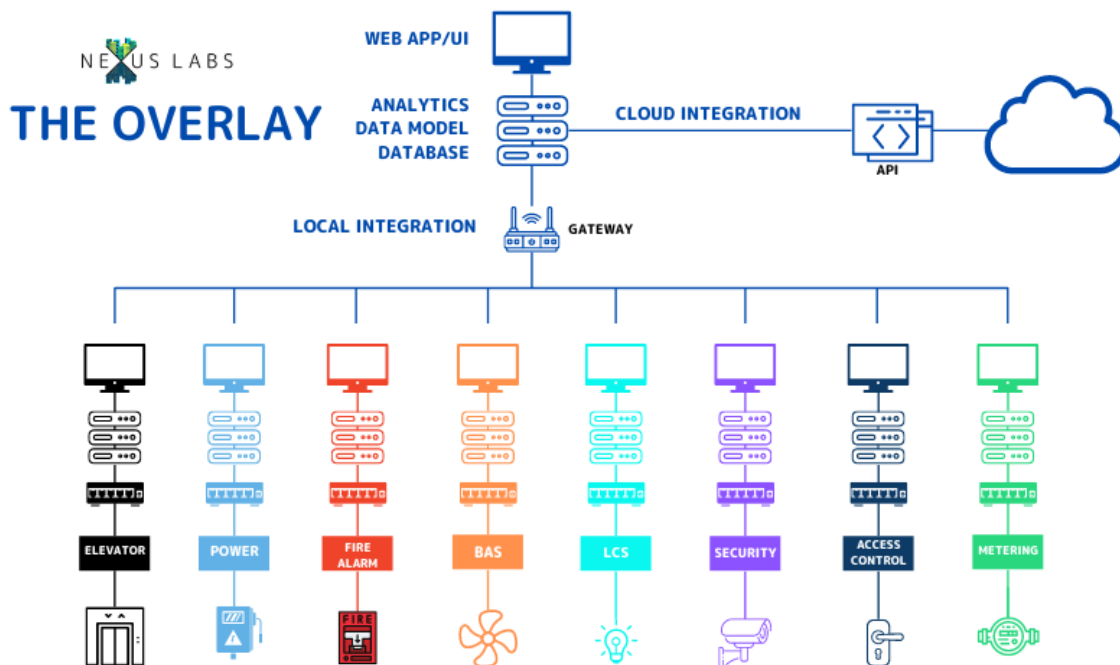 WEB APP/UI
NEXUS LABS
THE OVERLAY
ANALYTICS
DATA MODEL
DATABASE
CLOUD INTEGRATION
API
LOCAL INTEGRATION
GATEWAY
ELEVATOR
POWER
FIRE
ALARM
BAS
LCS
SECURITY
ACCESS
CONTROL
METERING
FIRE